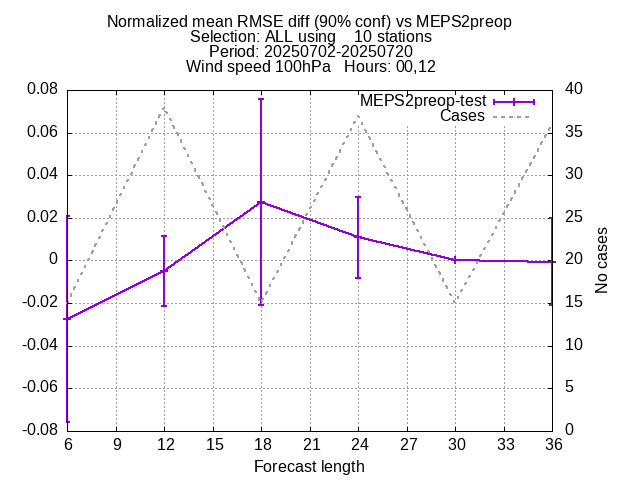 Normalized mean RMSE diff (90% conf) vs MEPS2preop
Selection: ALL using    10 stations
Period: 20250702-20250720
Wind speed 100hPa   Hours: 00,12
MEPS2preop-test
Cases
0.08
0.06
0.04
0.02
0
-0.02
-0.04
-0.06
-0.08
40
35
30
25
20
15
10
5
0
No cases
6 9 12 15 18 21 24 27 30 33 36
Forecast length